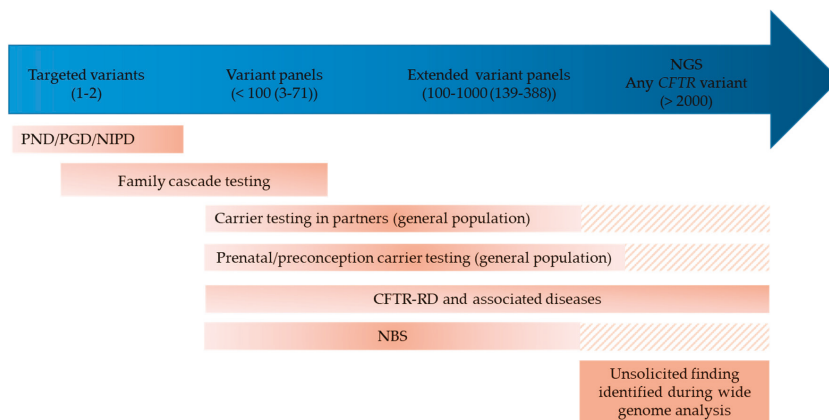 Targeted variants
(1-2)
Variant panels
(< 100 (3-71))
Extended variant panels
(100-1000 (139-388))
NGS
Any CFTR variant
(> 2000)
PND/PGD/NIPD
Family cascade testing
Carrier testing in partners (general population)
Prenatal/preconception carrier testing (general population)
CFTR-RD and associated diseases
NBS
Unsolicited finding
identified during wide
genome analysis